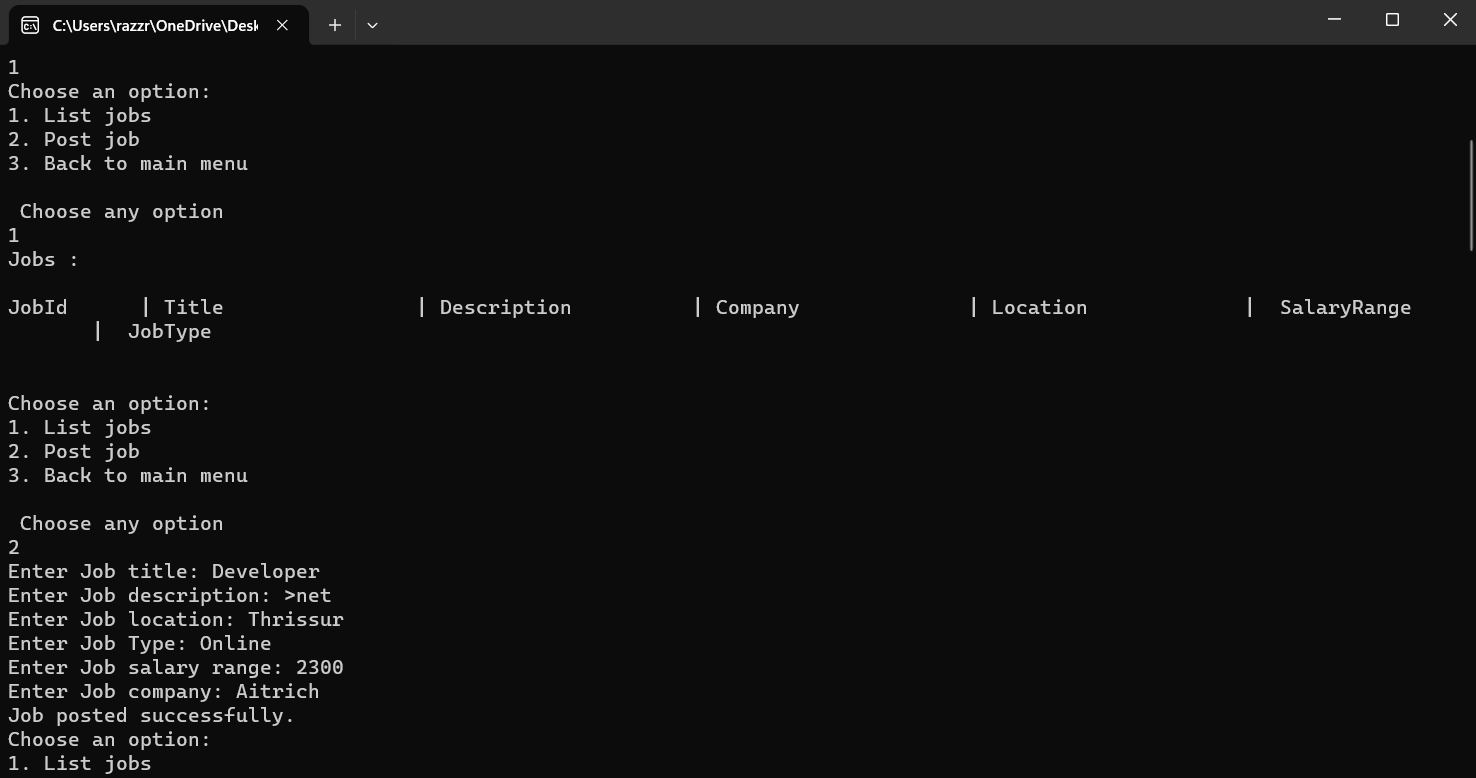 C:\Users\razzr\OneDrive\Desk
1
Choose an option:
1. List jobs
2. Post job
3. Back to main menu
 Choose any option
1
Jobs :
JobId      | Title                | Description          | Company              | Location             |  SalaryRange
       |  JobType
Choose an option:
1. List jobs
2. Post job
3. Back to main menu
 Choose any option
2
Enter Job title: Developer
Enter Job description: >net
Enter Job location: Thrissur
Enter Job Type: Online
Enter Job salary range: 2300
Enter Job company: Aitrich
Job posted successfully.
Choose an option:
1. List jobs